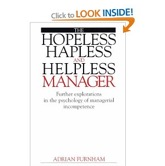 Click to LOOK INSIDE!
THE
HOPELESS
HAPLESS
AND
HELPLESS
MANAGER
Further explorations
in the psychology of managerial
incompetence
ADRIAN FURNHAM